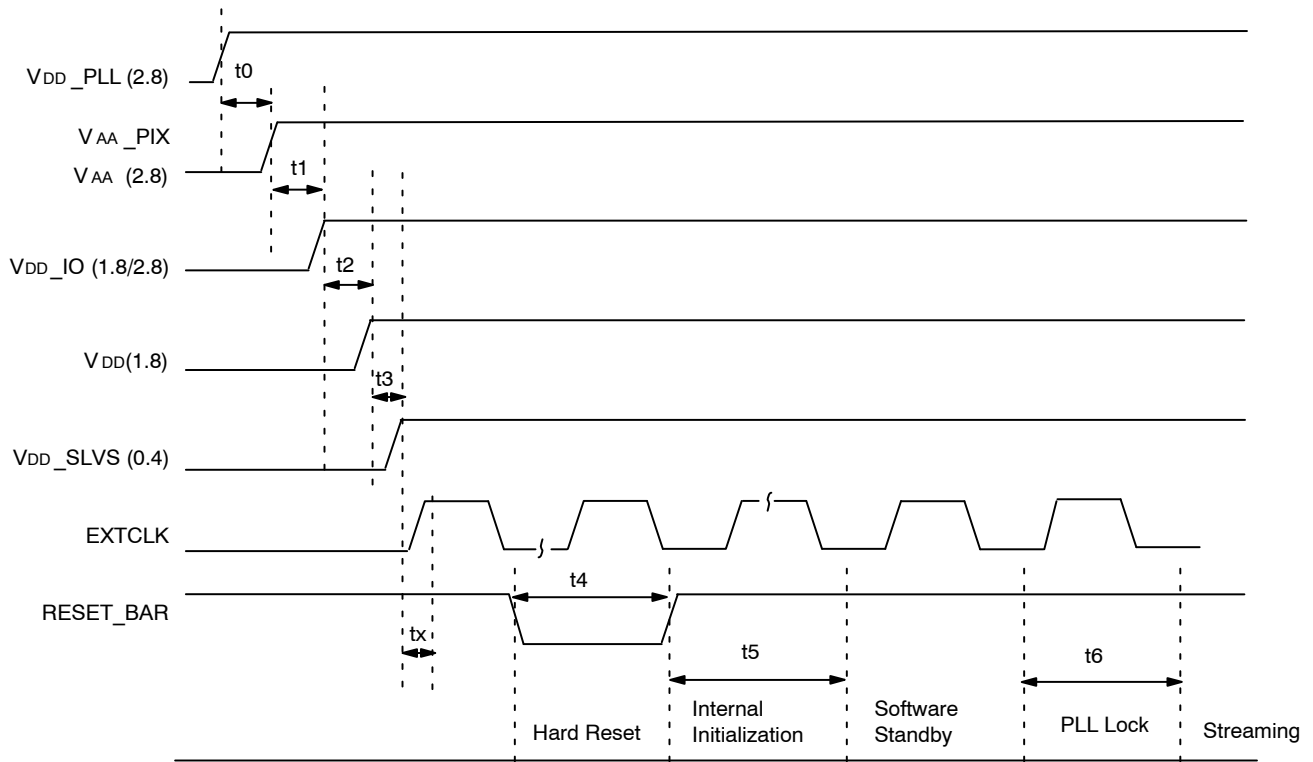 VDD_PLL (2.8)
t0
VAA_PIX
VAA (2.8)
t1
VDD_IO (1.8/2.8)
t2
VDD(1.8)
t3
VDD_SLVS (0.4)
EXTCLK
RESET_BAR
t4
tx
t5
t6
Hard Reset
Internal
Initialization
Software
Standby
PLL Lock
Streaming